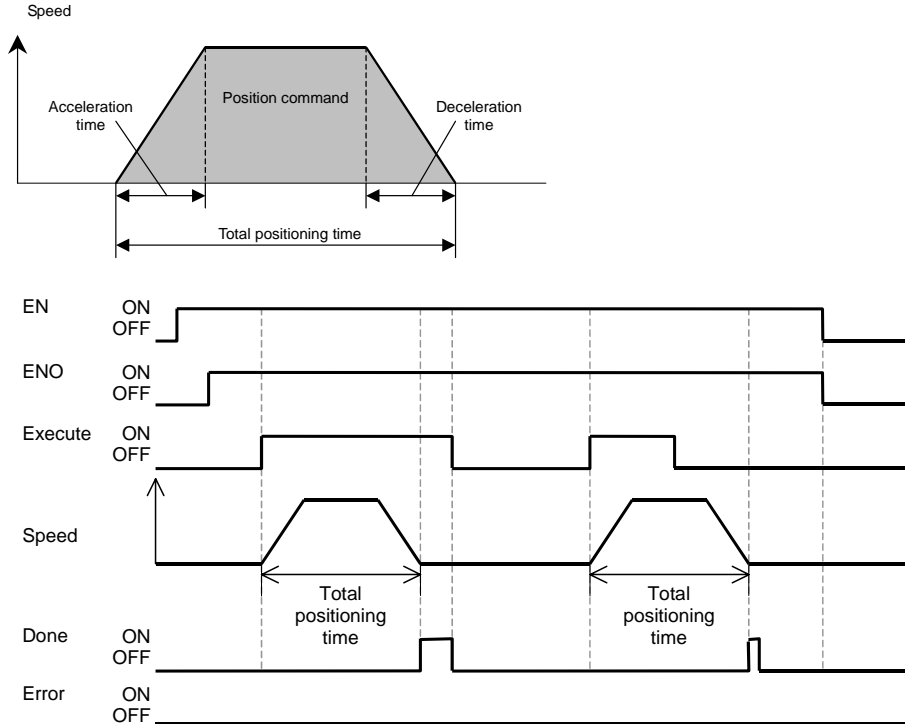 Speed
Position command
Acceleration
time
Deceleration
time
Total positioning time
EN ON
OFF
ENO ON
OFF
Execute ON
OFF
Speed
Total
positioning
time
Total
positioning
time
Done ON
OFF
Error ON
OFF